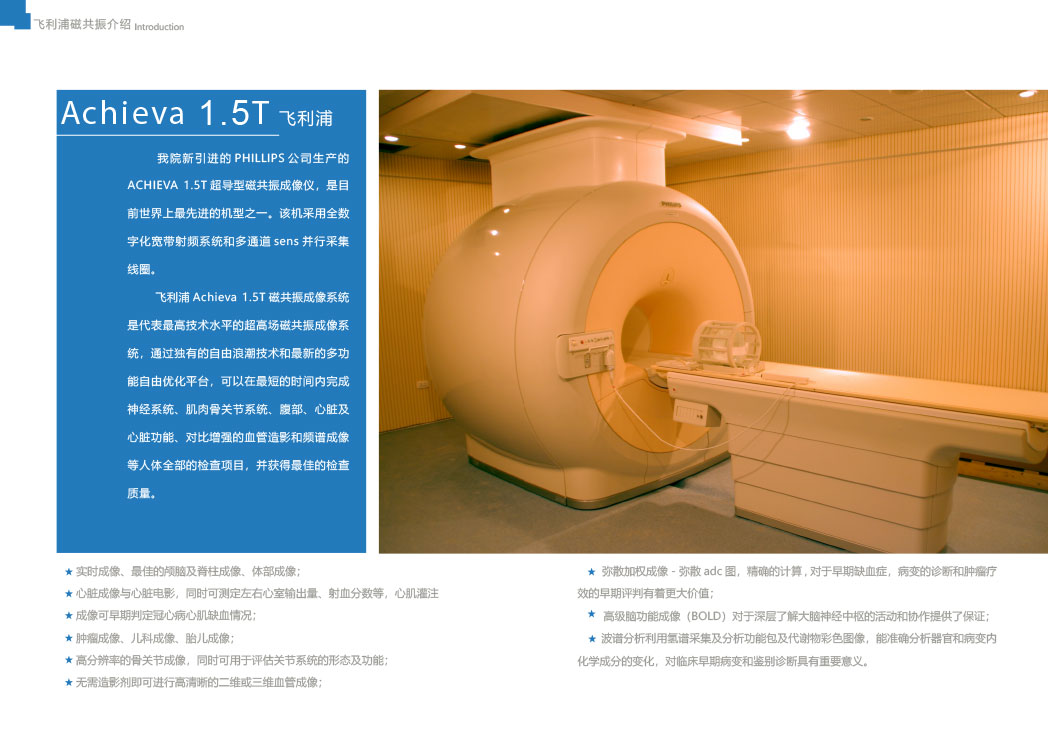 飞利浦磁共振介绍 Introduction
Achieva 1.5T 飞利浦
我院新引进的 PHILLIPS 公司生产的
ACHIEVA 1.5T 超导型磁共振成像仪，是目
前世界上最先进的机型之一。该机采用全数
字化宽带射频系统和多通道 sens 并行采集
线圈。
飞利浦 Achieva 1.5T 磁共振成像系统
是代表最高技术水平的超高场磁共振成像系
统，通过独有的自由浪潮技术和最新的多功
能自由优化平台，可以在最短的时间内完成
神经系统、肌肉骨关节系统、腹部、心脏及
心脏功能、对比增强的血管造影和频谱成像
等人体全部的检查项目，并获得最佳的检查
质量。
PHILIPS
★ 实时成像、最佳的颅脑及脊柱成像、体部成像；
★ 心脏成像与心脏电影，同时可测定左右心室输出量、射血分数等，心肌灌注
★ 成像可早期判定冠心病心肌缺血情况；
★ 肿瘤成像、儿科成像、胎儿成像；
★ 高分辨率的骨关节成像，同时可用于评估关节系统的形态及功能；
★ 无需造影剂即可进行高清晰的二维或三维血管成像；
★ 弥散加权成像 - 弥散 adc 图，精确的计算 , 对于早期缺血症，病变的诊断和肿瘤疗
效的早期评判有着更大价值；
★ 高级脑功能成像（BOLD）对于深层了解大脑神经中枢的活动和协作提供了保证；
★ 波谱分析利用氢谱采集及分析功能包及代谢物彩色图像，能准确分析器官和病变内
化学成分的变化，对临床早期病变和鉴别诊断具有重要意义。